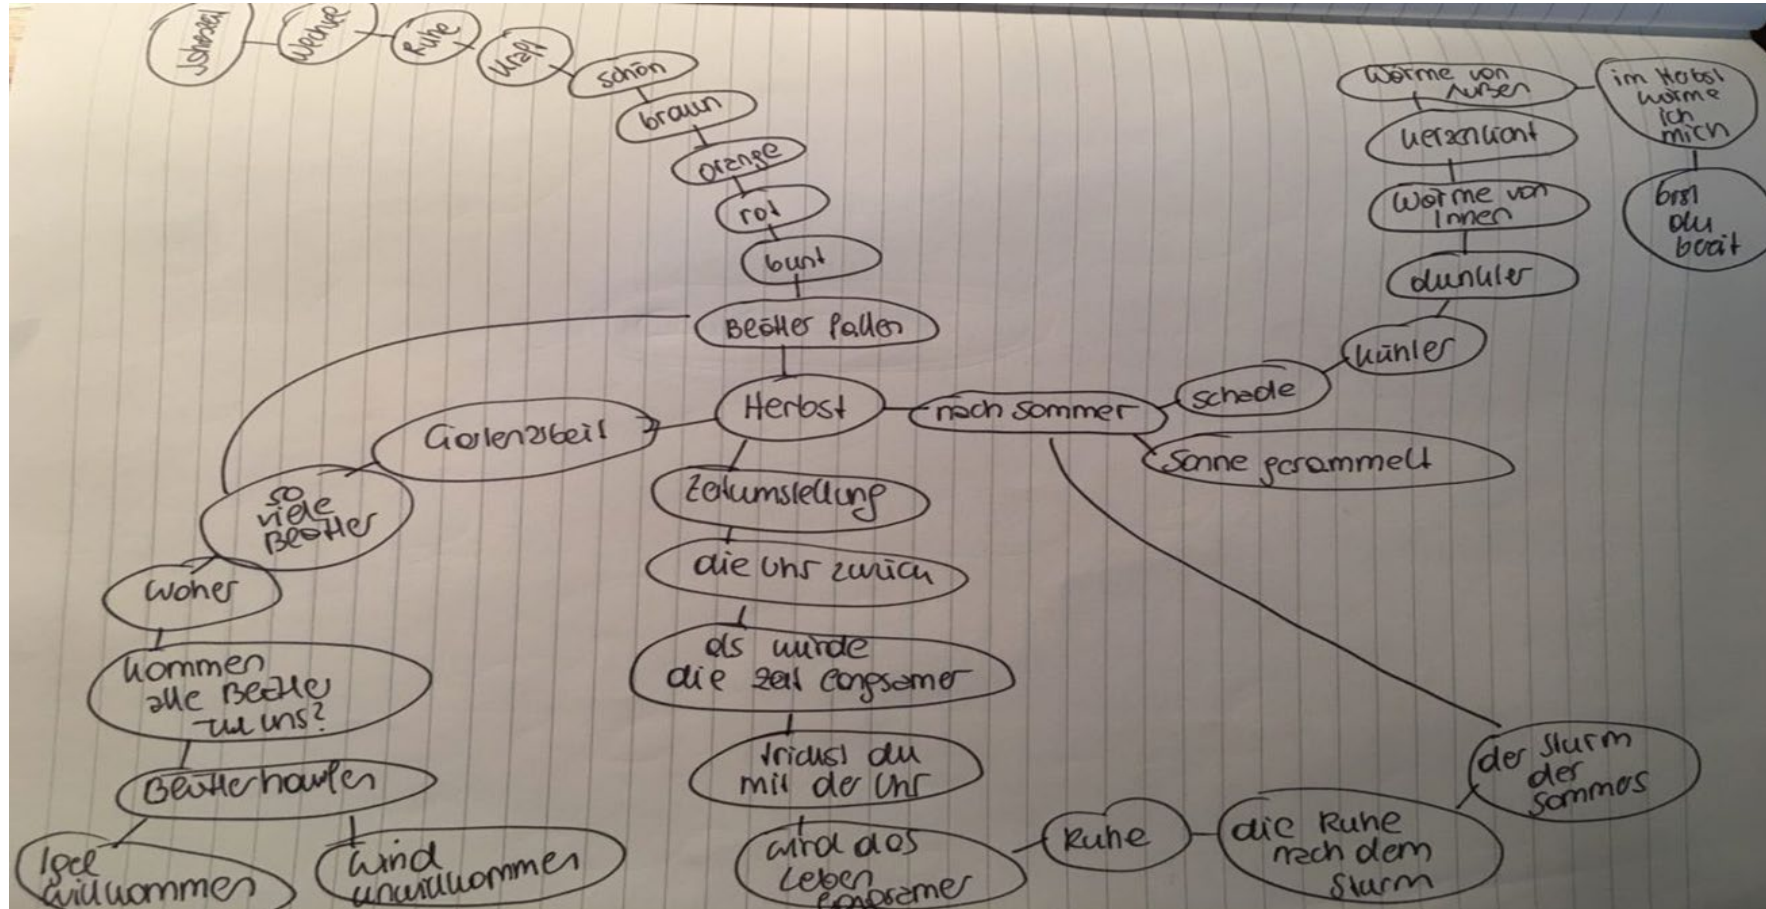 Jahreszeit
Wechsel
Ruhe
Kraft
schön
braun
orange
rot
bunt
Blätter fallen
Herbst
Gartenarbeit
so
viele
Blätter
woher
kommen
alle Blätter
zu uns?
Blätterhaufen
Igel
willkommen
Wind
unwillkommen
Zeitumstellung
die Uhr zurück
als würde
die Zeit langsamer
trickst du
mit der Uhr
wird das
Leben
langsamer
Ruhe
die Ruhe
nach dem
Sturm
der Sturm
der
Sommers
nach Sommer
Sonne gesammelt
schade
kühler
dunkler
Wärme von
Innen
Kerzenlicht
Wärme von
Außen
im Herbst
wärme
ich
mich
bist
du
bereit